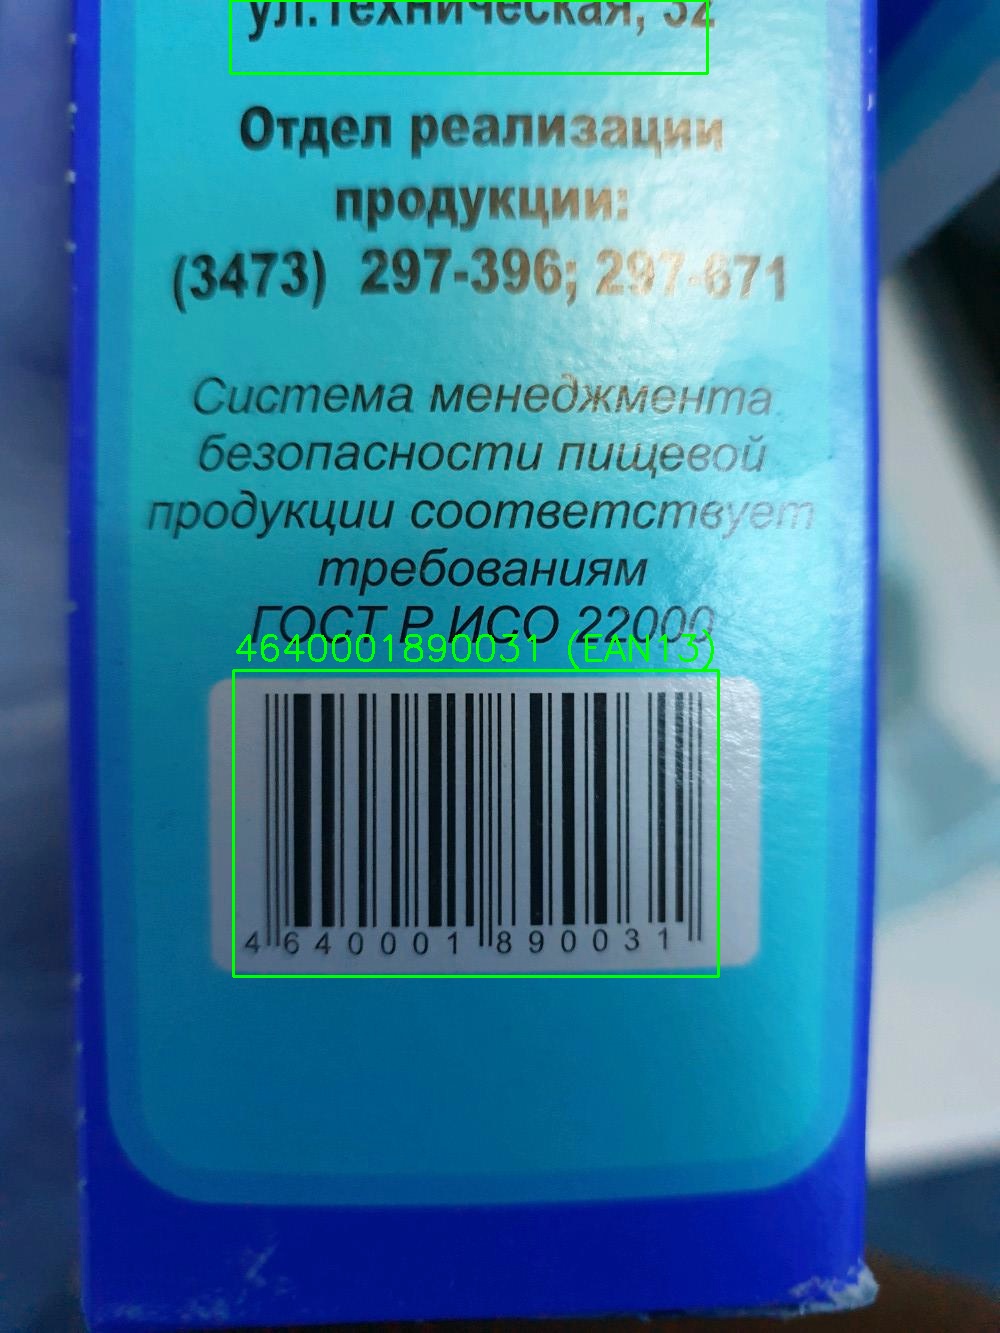 ул.Техническая, 32
Отдел реализации
продукции:
(3473) 297-396; 297-671
Система менеджмента
безопасности пищевой
продукции соответствует
требованиям
ГОСТ Р ИСО 22000
4640001890031 (EAN13)
4 640001 890031